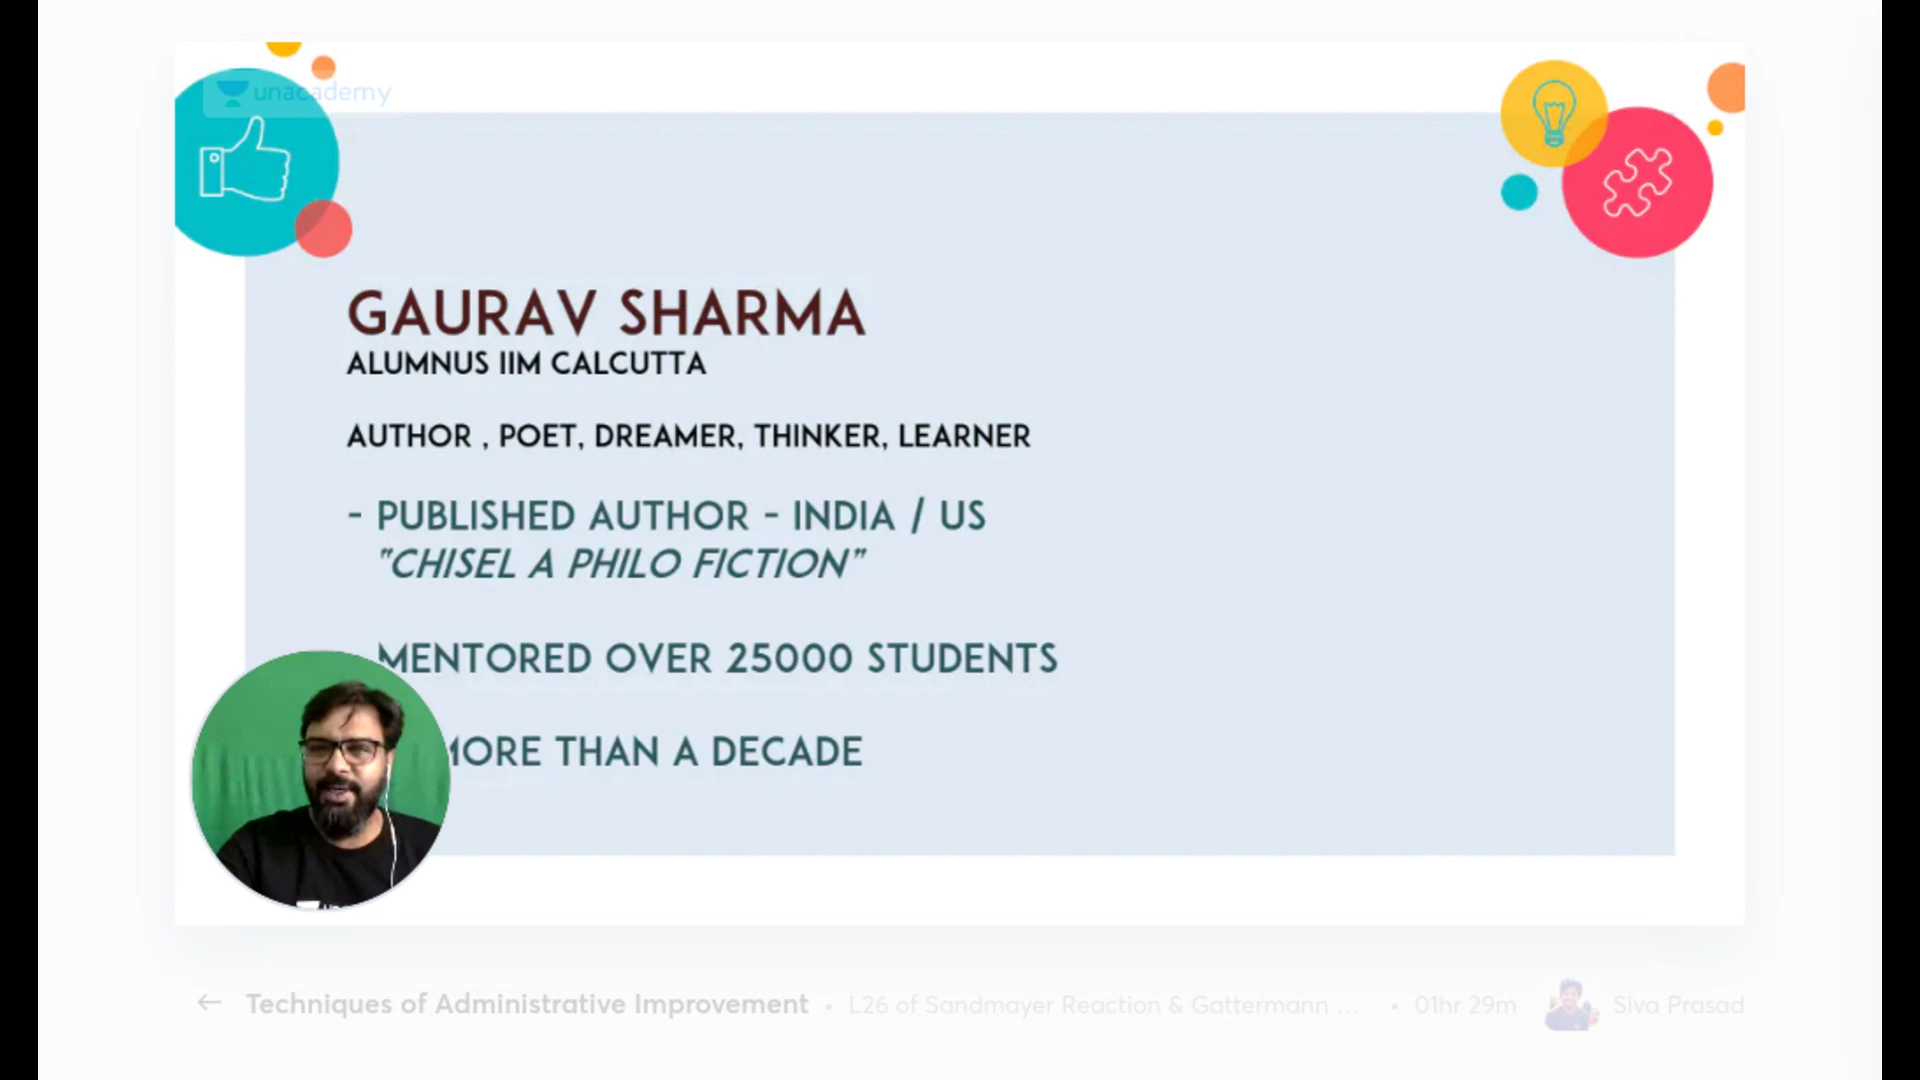 unacademy
GAURAV SHARMA
ALUMNUS IIM CALCUTTA
AUTHOR , POET, DREAMER, THINKER, LEARNER
- PUBLISHED AUTHOR - INDIA / US
"CHISEL A PHILO FICTION"
MENTORED OVER 25000 STUDENTS
MORE THAN A DECADE
← Techniques of Administrative Improvement • L26 of Sandmayer Reaction & Gattermann ... • 01hr 29m Siva Prasad